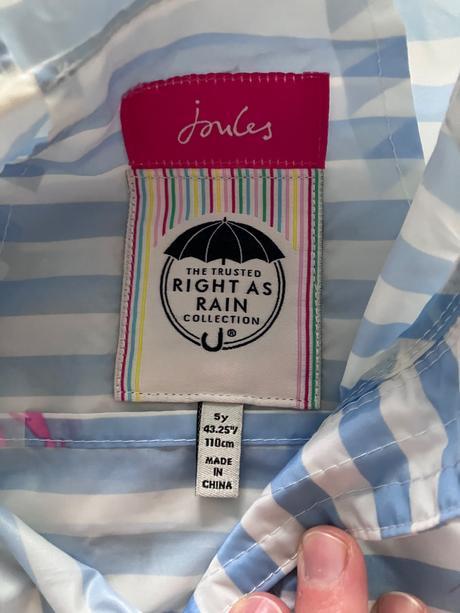 joules
THE TRUSTED
RIGHT AS
RAIN
COLLECTION
®
5y
43.25"/
110cm
MADE
IN
CHINA